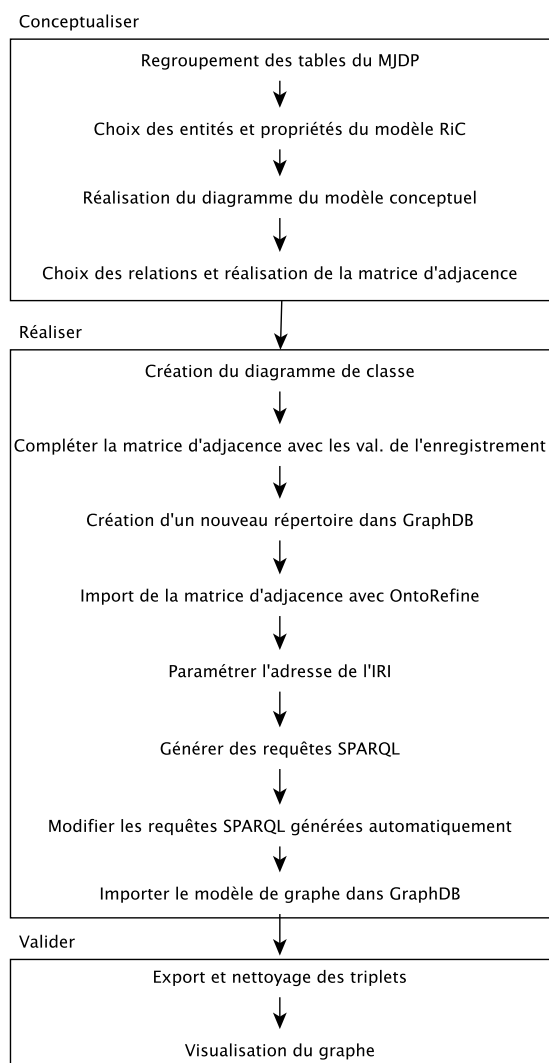 Conceptualiser
Regroupement des tables du MJDP
Choix des entités et propriétés du modèle RiC
Réalisation du diagramme du modèle conceptuel
Choix des relations et réalisation de la matrice d'adjacence
Réaliser
Création du diagramme de classe
Compléter la matrice d'adjacence avec les val. de l'enregistrement
Création d'un nouveau répertoire dans GraphDB
Import de la matrice d'adjacence avec OntoRefine
Paramétrer l'adresse de l'IRI
Générer des requêtes SPARQL
Modifier les requêtes SPARQL générées automatiquement
Importer le modèle de graphe dans GraphDB
Valider
Export et nettoyage des triplets
Visualisation du graphe